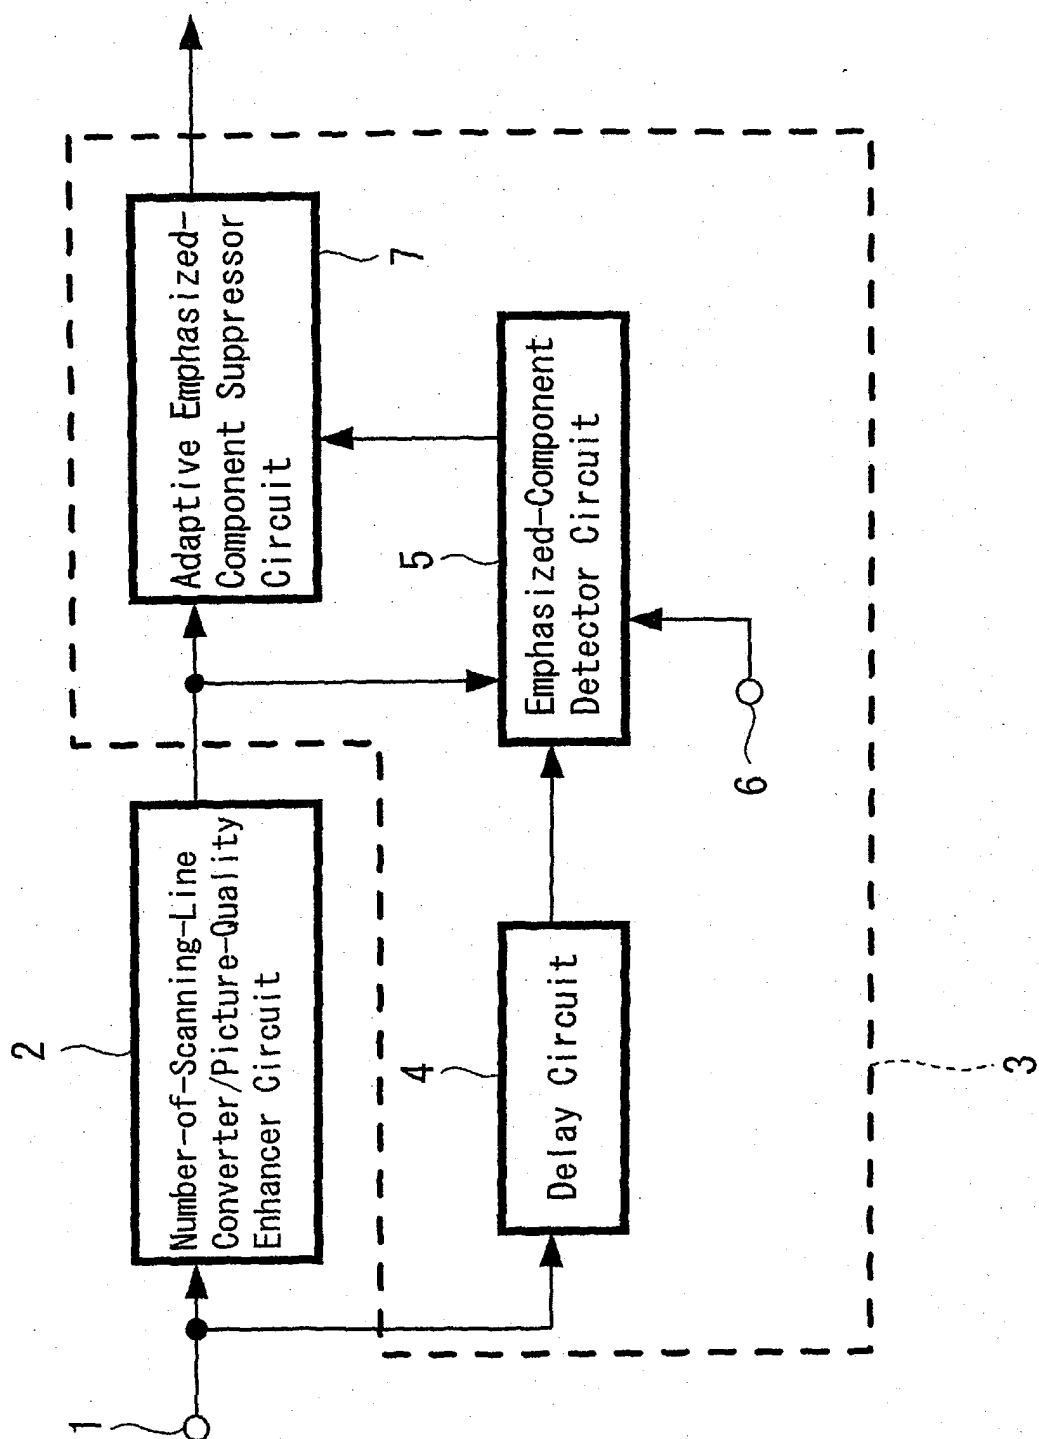 1
2
Number-of-Scanning-Line
Converter/Picture-Quality
Enhancer Circuit
Adaptive Emphasized-
Component Suppressor
Circuit
7
4
Delay Circuit
5
Emphasized-Component
Detector Circuit
6
3